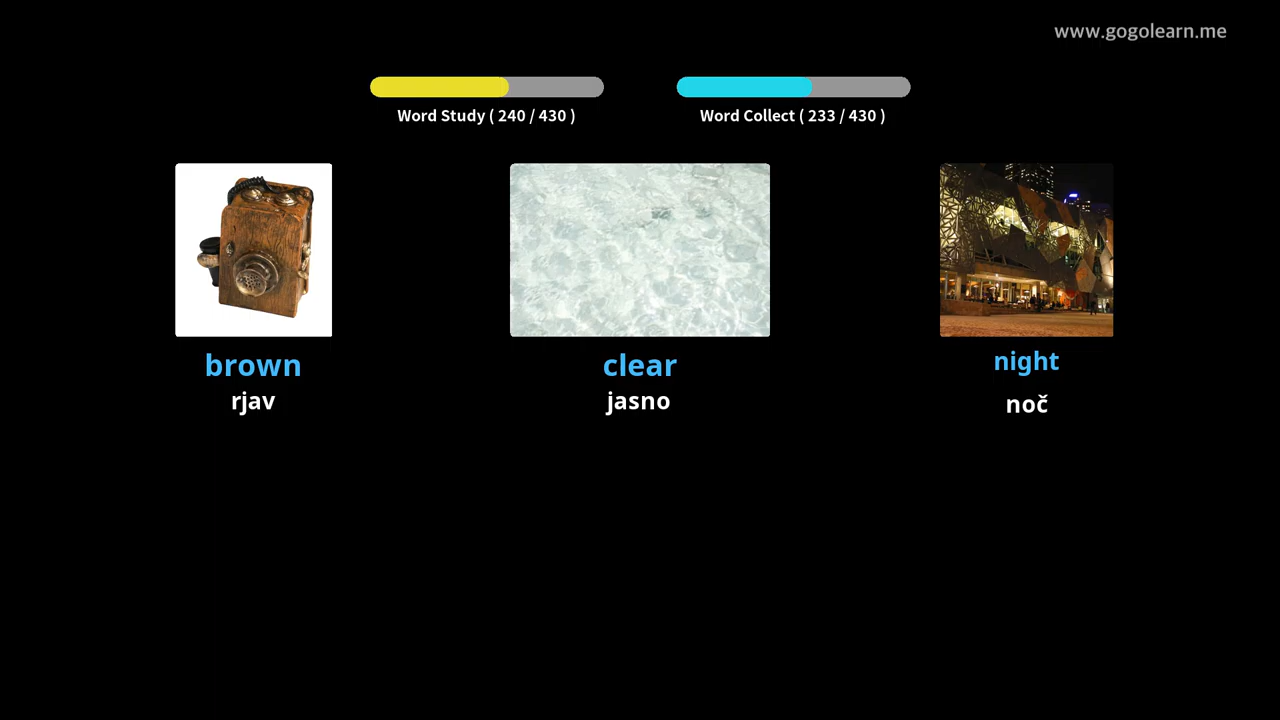 www.gogolearn.me
Word Study ( 240 / 430 )
Word Collect ( 233 / 430 )
brown
rjav
clear
jasno
night
noč